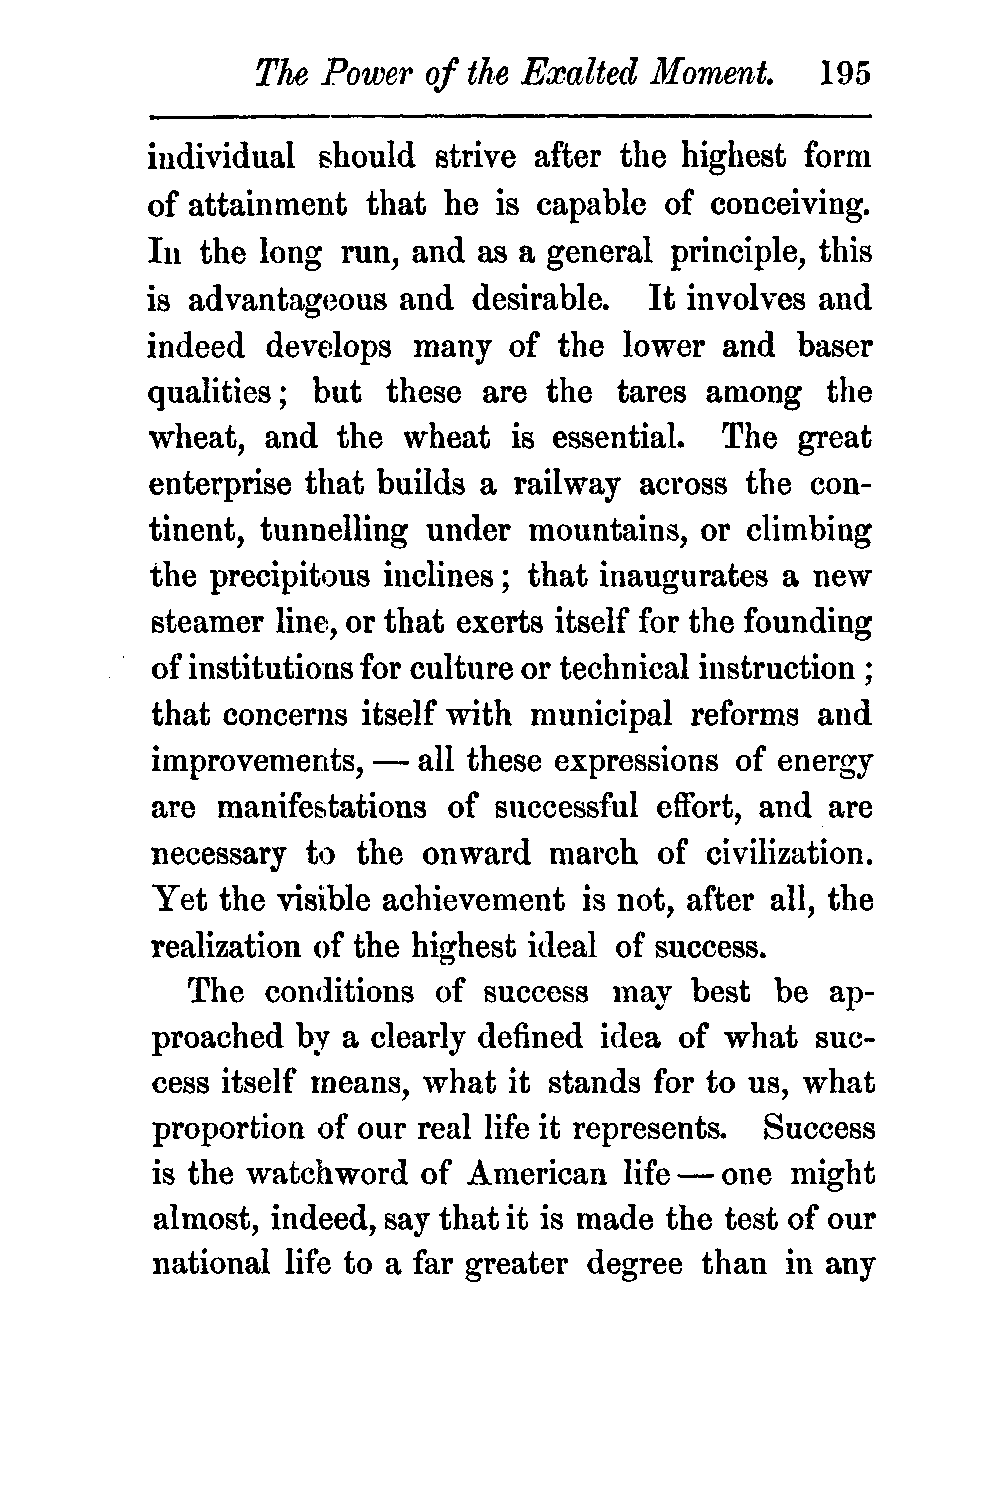 The Power of the Exalted Moment. 195
individual should strive after the highest form
of attainment that he is capable of conceiving.
In the long run, and as a general principle, this
is advantageous and desirable. It involves and
indeed develops many of the lower and baser
qualities; but these are the tares among the
wheat, and the wheat is essential. The great
enterprise that builds a railway across the con-
tinent, tunnelling under mountains, or climbing
the precipitous inclines; that inaugurates a new
steamer line, or that exerts itself for the founding
of institutions for culture or technical instruction;
that concerns itself with municipal reforms and
improvements, — all these expressions of energy
are manifestations of successful effort, and are
necessary to the onward march of civilization.
Yet the visible achievement is not, after all, the
realization of the highest ideal of success.
The conditions of success may best be ap-
proached by a clearly defined idea of what suc-
cess itself means, what it stands for to us, what
proportion of our real life it represents. Success
is the watchword of American life — one might
almost, indeed, say that it is made the test of our
national life to a far greater degree than in any